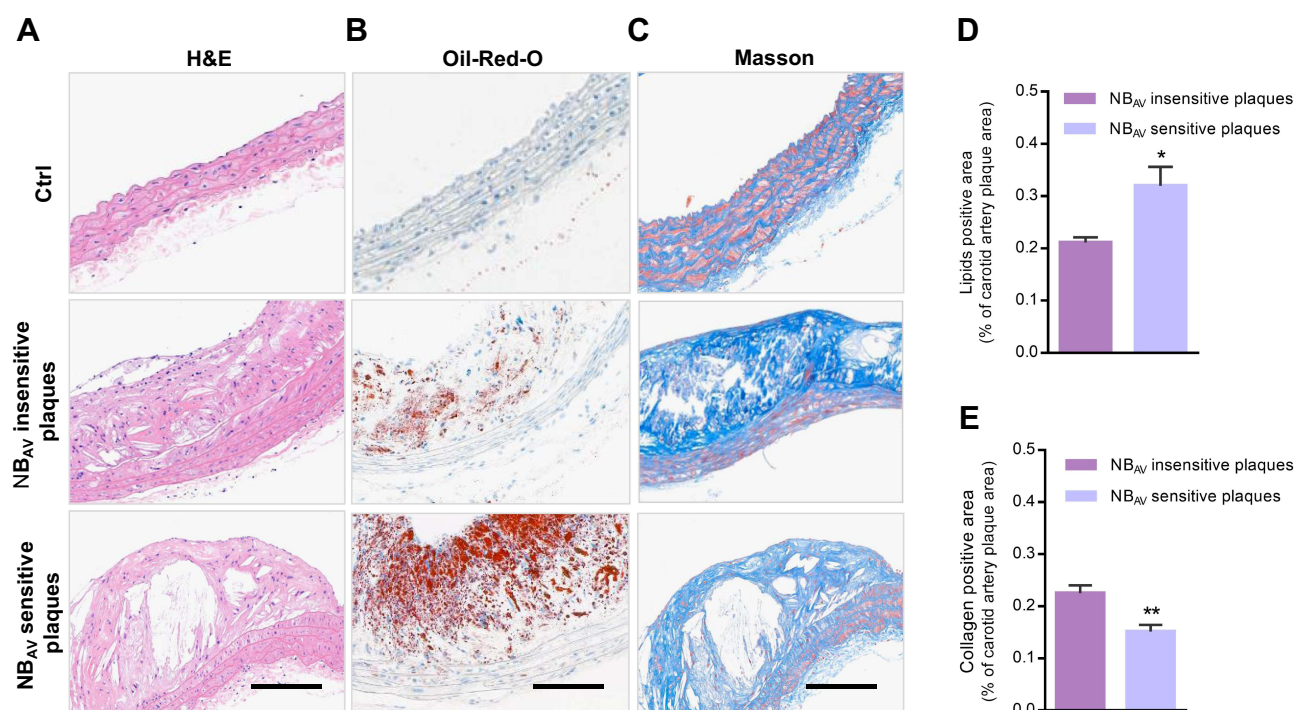 A
B
C
D
H&E
Oil-Red-O
Masson
Ctrl
NBAV insensitive
plaques
NBAV sensitive
plaques
Lipids positive area
(% of carotid artery plaque area)
0.5
0.4
0.3
0.2
0.1
0.0
NBAV insensitive plaques
NBAV sensitive plaques
*
E
Collagen positive area
(% of carotid artery plaque area)
0.5
0.4
0.3
0.2
0.1
0.0
NBAV insensitive plaques
NBAV sensitive plaques
**